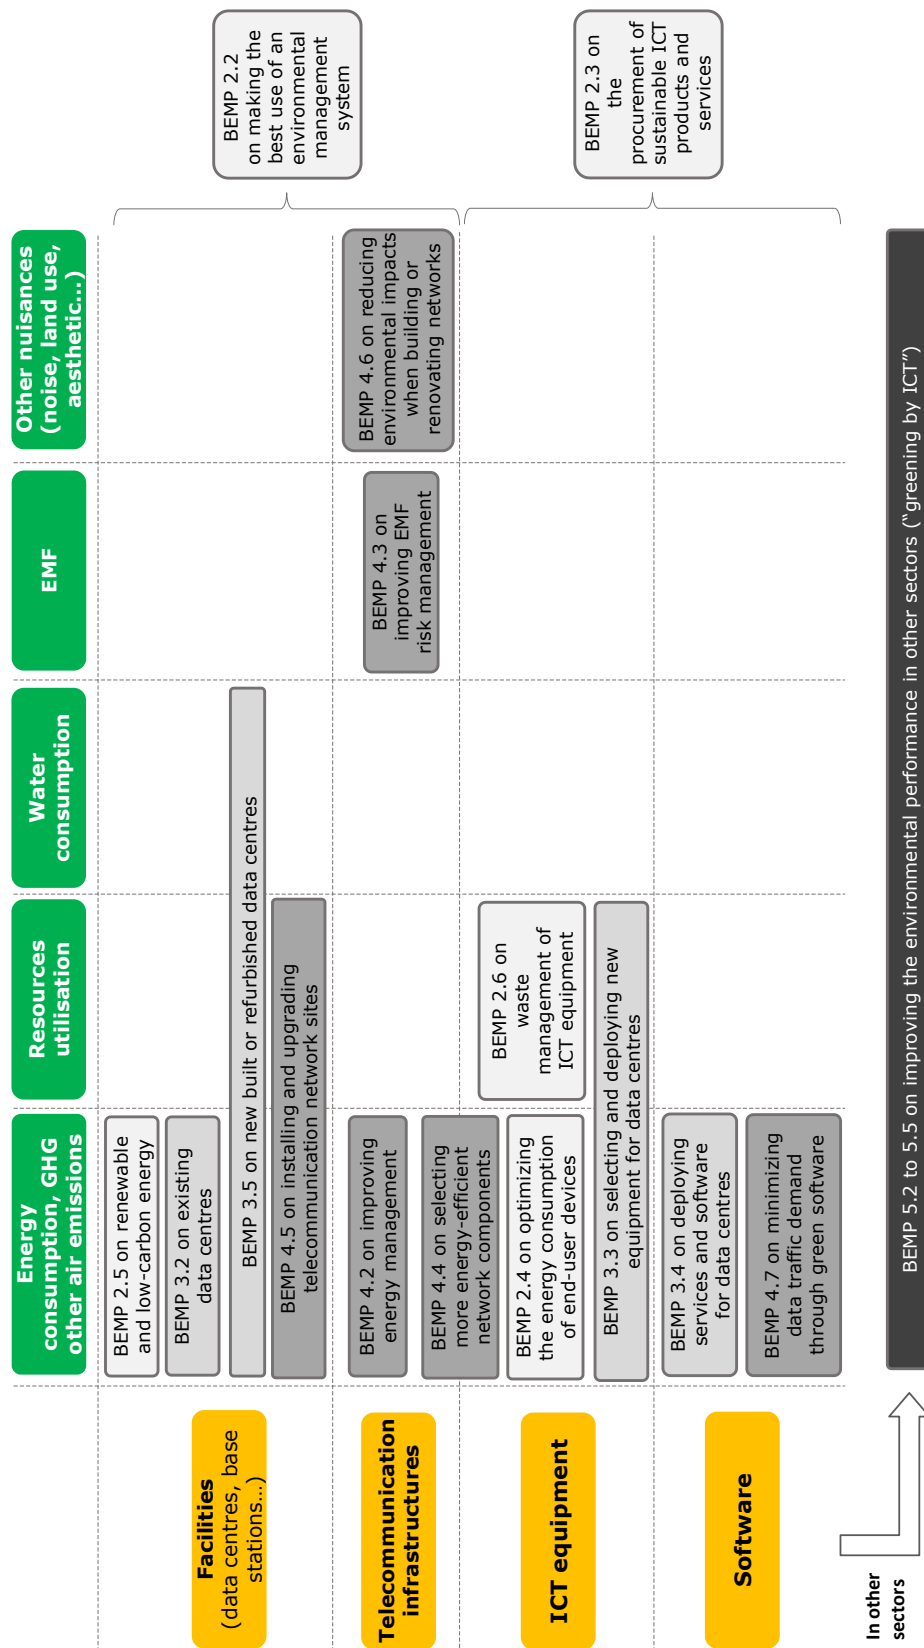 Energy
consumption, GHG
other air emissions
Resources
utilisation
Water
consumption
EMF
Other nuisances
(noise, land use,
aesthetic...)
Facilities
(data centres, base
stations...)
BEMP 2.5 on renewable
and low-carbon energy
BEMP 3.2 on existing
data centres
BEMP 3.5 on new built or refurbished data centres
BEMP 4.5 on installing and upgrading
telecommunication network sites
BEMP 2.2
on making the
best use of an
environmental
management
system
Telecommunication
infrastructures
BEMP 4.2 on improving
energy management
BEMP 4.4 on selecting
more energy-efficient
network components
BEMP 4.3 on
improving EMF
risk management
BEMP 4.6 on reducing
environmental impacts
when building or
renovating networks
ICT equipment
BEMP 2.4 on optimizing
the energy consumption
of end-user devices
BEMP 2.6 on
waste
management of
ICT equipment
BEMP 3.3 on selecting and deploying new
equipment for data centres
BEMP 2.3 on
the
procurement of
sustainable ICT
products and
services
Software
BEMP 3.4 on deploying
services and software
for data centres
BEMP 4.7 on minimizing
data traffic demand
through green software
In other
sectors
BEMP 5.2 to 5.5 on improving the environmental performance in other sectors (“greening by ICT”)